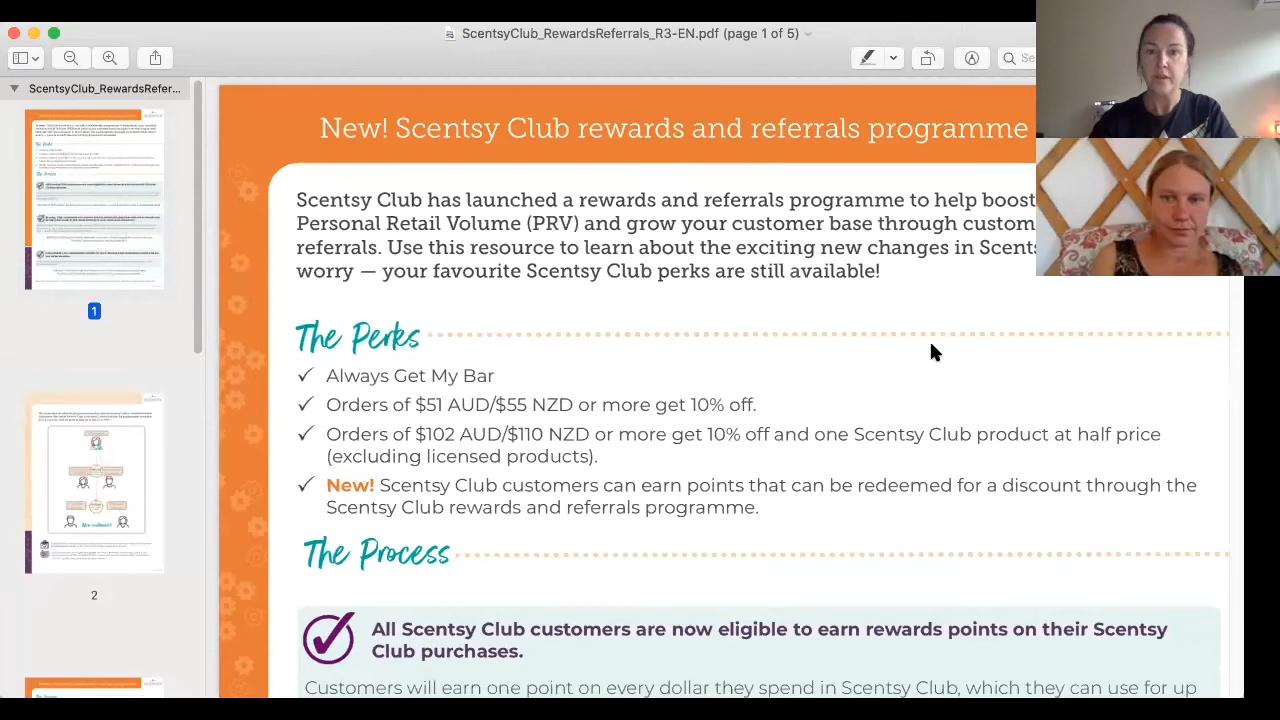 ScentsyClub_RewardsReferrals_R3-EN.pdf (page 1 of 5)
ScentsyClub_RewardsRefer...
1
2
New! Scentsy Club rewards and referrals programme
Scentsy Club has launched a rewards and referrals programme to help boost
Personal Retail Volume (PRV) and grow your customer base through custom
referrals. Use this resource to learn about the exciting new changes in Scents
worry — your favourite Scentsy Club perks are still available!
The Perks
✓ Always Get My Bar
✓ Orders of $51 AUD/$55 NZD or more get 10% off.
✓ Orders of $102 AUD/$110 NZD or more get 10% off and one Scentsy Club product at half price
(excluding licensed products).
✓ New! Scentsy Club customers can earn points that can be redeemed for a discount through the
Scentsy Club rewards and referrals programme.
The Process
All Scentsy Club customers are now eligible to earn rewards points on their Scentsy
Club purchases.
Customers will earn one point on every dollar they spend in Scentsy Club, which they can use for up